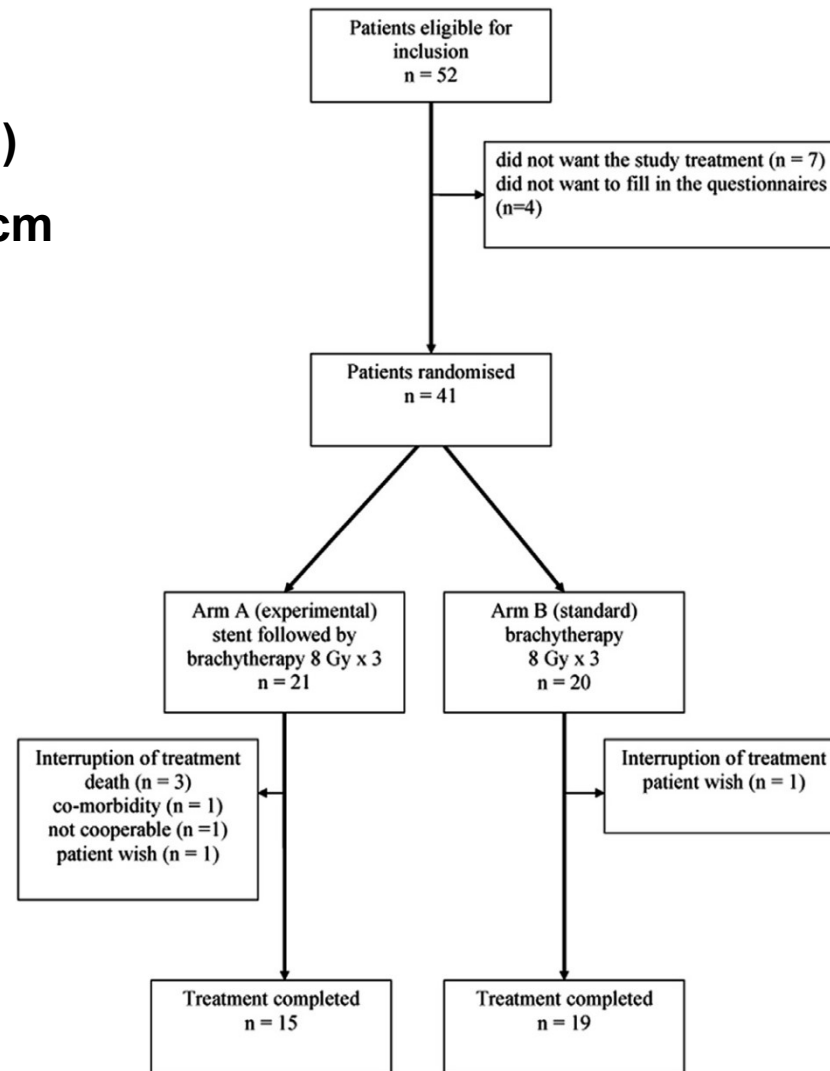 Patients eligible for
inclusion
n = 52
)
cm
did not want the study treatment (n = 7)
did not want to fill in the questionnaires
(n=4)
Patients randomised
n = 41
Arm A (experimental)
stent followed by
brachytherapy 8 Gy x 3
n = 21
Arm B (standard)
brachytherapy
8 Gy x 3
n = 20
Interruption of treatment
death (n = 3)
co-morbidity (n = 1)
not cooperable (n =1)
patient wish (n = 1)
Interruption of treatment
patient wish (n = 1)
Treatment completed
n = 15
Treatment completed
n = 19